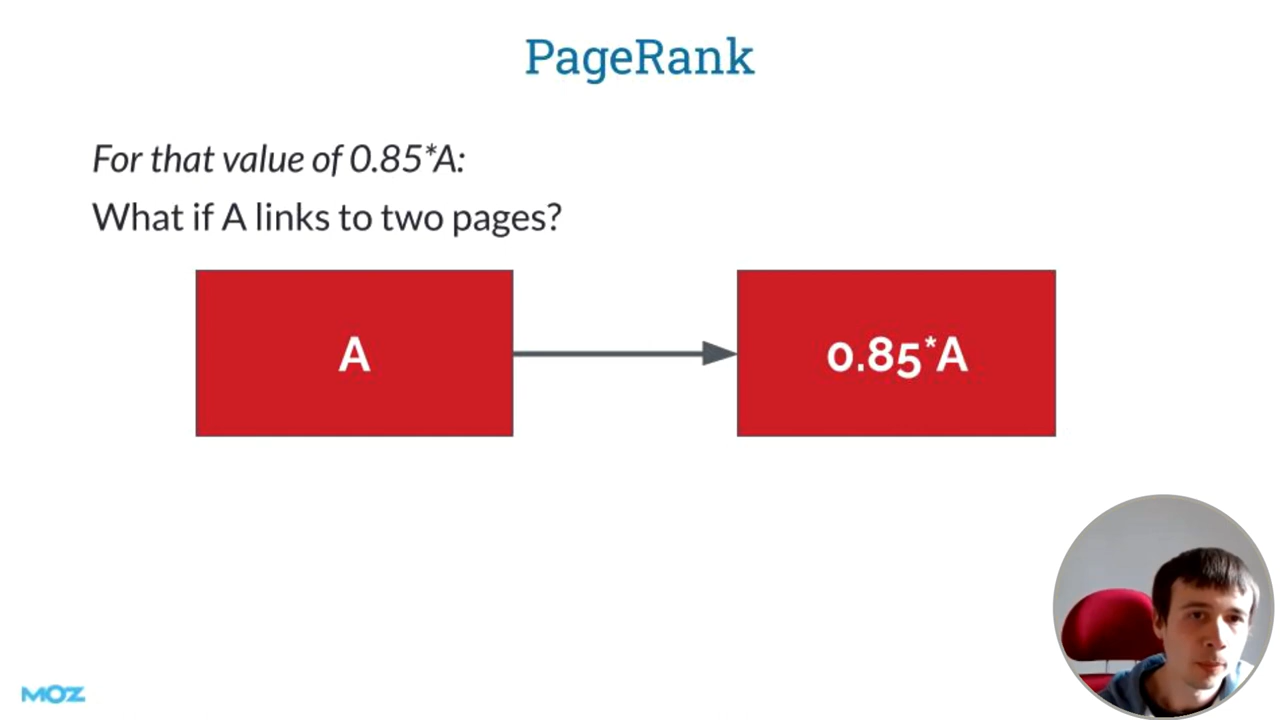 PageRank
For that value of 0.85*A:
What if A links to two pages?
A
0.85*A
MOZ